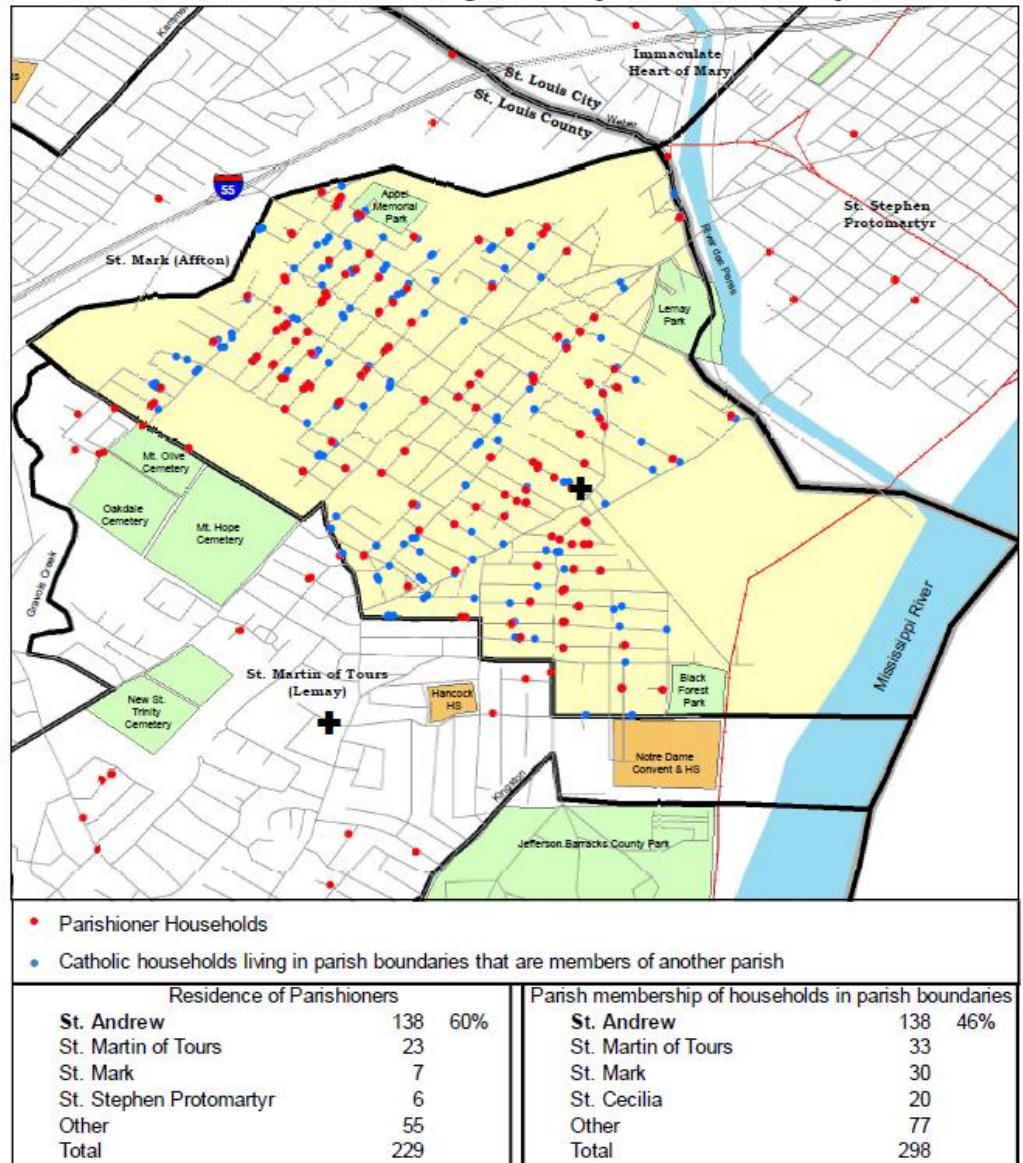 Immaculate
Heart of Mary
St. Louis City
St. Louis County
Weber
55
Appel
Memorial
Park
St. Stephen
Protomartyr
St. Mark (Affton)
River des Peres
Lemay
Park
Mt. Olive
Cemetery
Oakdale
Cemetery
Mt. Hope
Cemetery
Gravois Creek
Mississippi River
St. Martin of Tours
(Lemay)
Hancock
HS
Black
Forest
Park
New St.
Trinity
Cemetery
Notre Dame
Convent & HS
Kingston
Jefferson Barracks County Park
Parishioner Households
Catholic households living in parish boundaries that are members of another parish
Residence of Parishioners
St. Andrew 138 60%
St. Martin of Tours 23
St. Mark 7
St. Stephen Protomartyr 6
Other 55
Total 229
Parish membership of households in parish boundaries
St. Andrew 138 46%
St. Martin of Tours 33
St. Mark 30
St. Cecilia 20
Other 77
Total 298